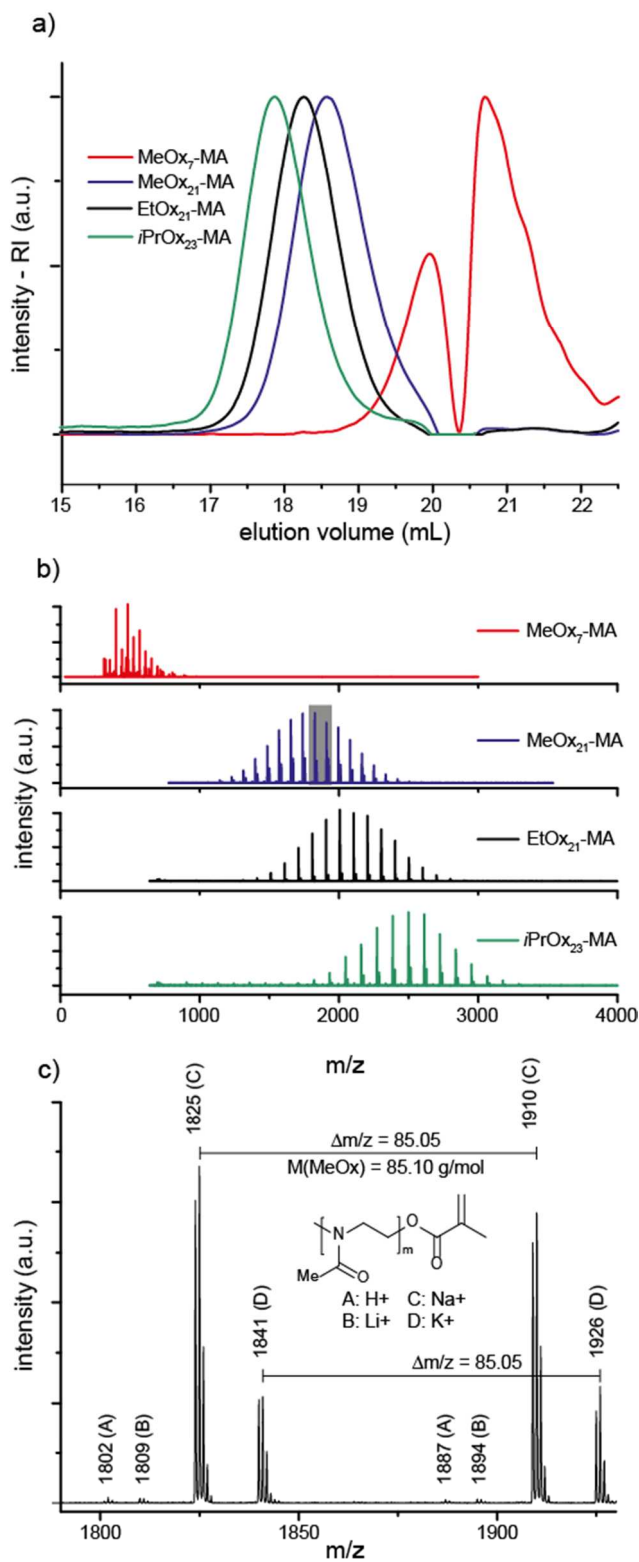 a)
intensity - RI (a.u.)
MeOx7-MA
MeOx21-MA
EtOx21-MA
iPrOx23-MA
15 16 17 18 19 20 21 22
elution volume (mL)
b)
intensity (a.u.)
MeOx7-MA
MeOx21-MA
EtOx21-MA
iPrOx23-MA
0 1000 2000 3000 4000
m/z
c)
intensity (a.u.)
1825 (C)
1910 (C)
Δm/z = 85.05
M(MeOx) = 85.10 g/mol
N
m
O
O
Me
O
A: H+ C: Na+
B: Li+ D: K+
1841 (D)
1926 (D)
Δm/z = 85.05
1802 (A)
1809 (B)
1887 (A)
1894 (B)
1800 1850 1900
m/z